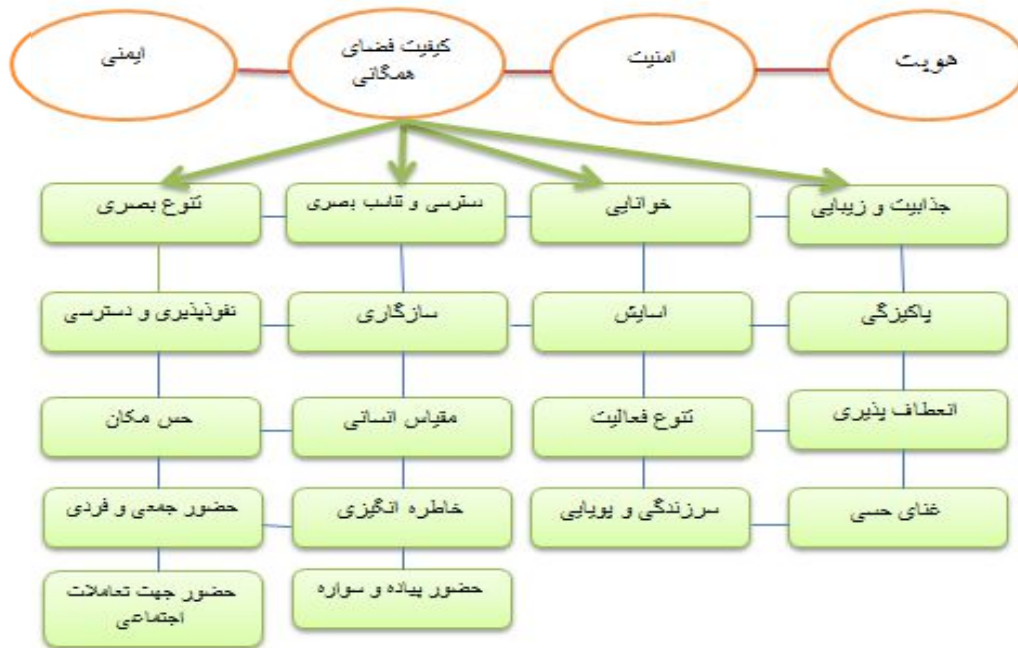 هویت
امنیت
کیفیت فضای
همگانی
ایمنی
جذابیت و زیبایی
خوانایی
سترسی و تناسب بصری
تنوع بصری
پاکیزگی
اسایش
سازگاری
نفوذپذیری و دسترسی
انعطاف پذیری
تنوع فعالیت
مقیاس انسانی
حس مکان
غنای حسی
سرزندگی و پویایی
خاطره انگیزی
حضور جمعی و فردی
حضور پیاده و سواره
حضور جهت تعاملات
اجتماعی